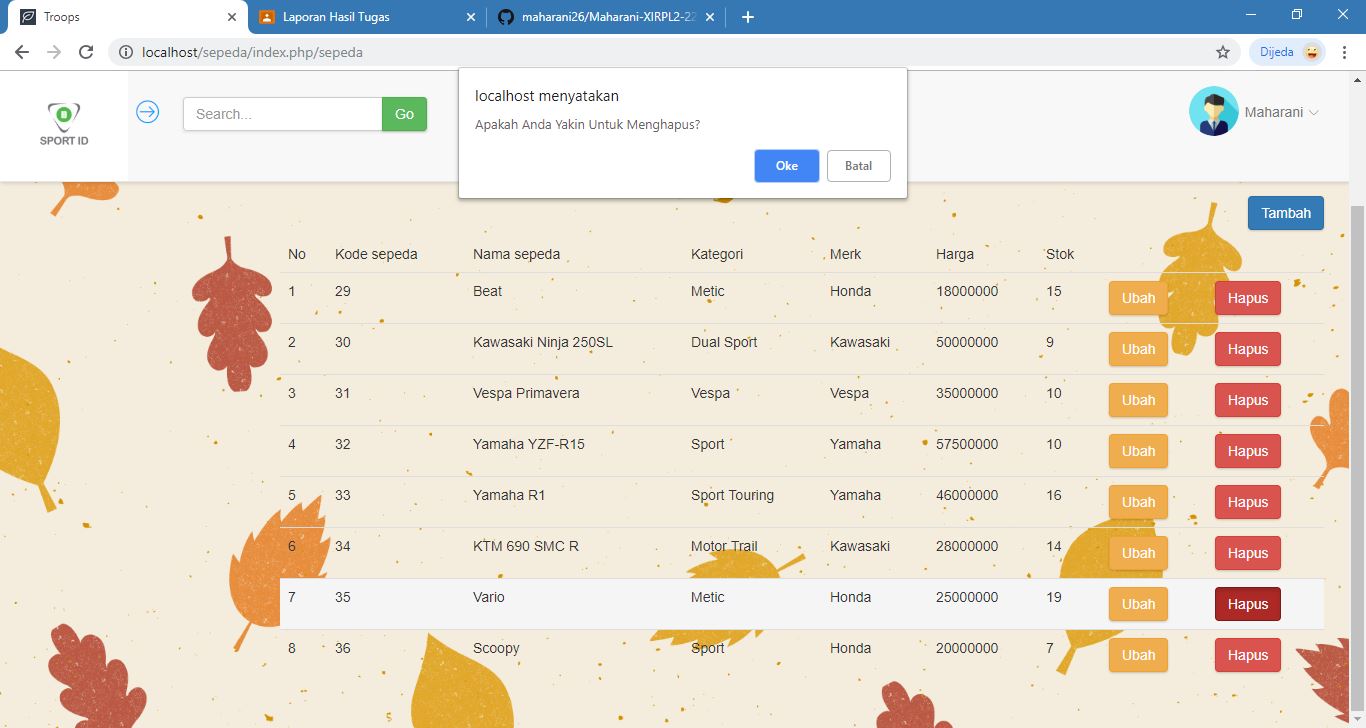 Troops
Laporan Hasil Tugas
maharani26/Maharani-XIRPL2-22
localhost/sepeda/index.php/sepeda
Dijeda
SPORT ID
Search...
Go
localhost menyatakan
Apakah Anda Yakin Untuk Menghapus?
Oke
Batal
Maharani
Tambah
No Kode sepeda Nama sepeda Kategori Merk Harga Stok
1 29 Beat Metic Honda 18000000 15 Ubah Hapus
2 30 Kawasaki Ninja 250SL Dual Sport Kawasaki 50000000 9 Ubah Hapus
3 31 Vespa Primavera Vespa Vespa 35000000 10 Ubah Hapus
4 32 Yamaha YZF-R15 Sport Yamaha 57500000 10 Ubah Hapus
5 33 Yamaha R1 Sport Touring Yamaha 46000000 16 Ubah Hapus
6 34 KTM 690 SMC R Motor Trail Kawasaki 28000000 14 Ubah Hapus
7 35 Vario Metic Honda 25000000 19 Ubah Hapus
8 36 Scoopy Sport Honda 20000000 7 Ubah Hapus